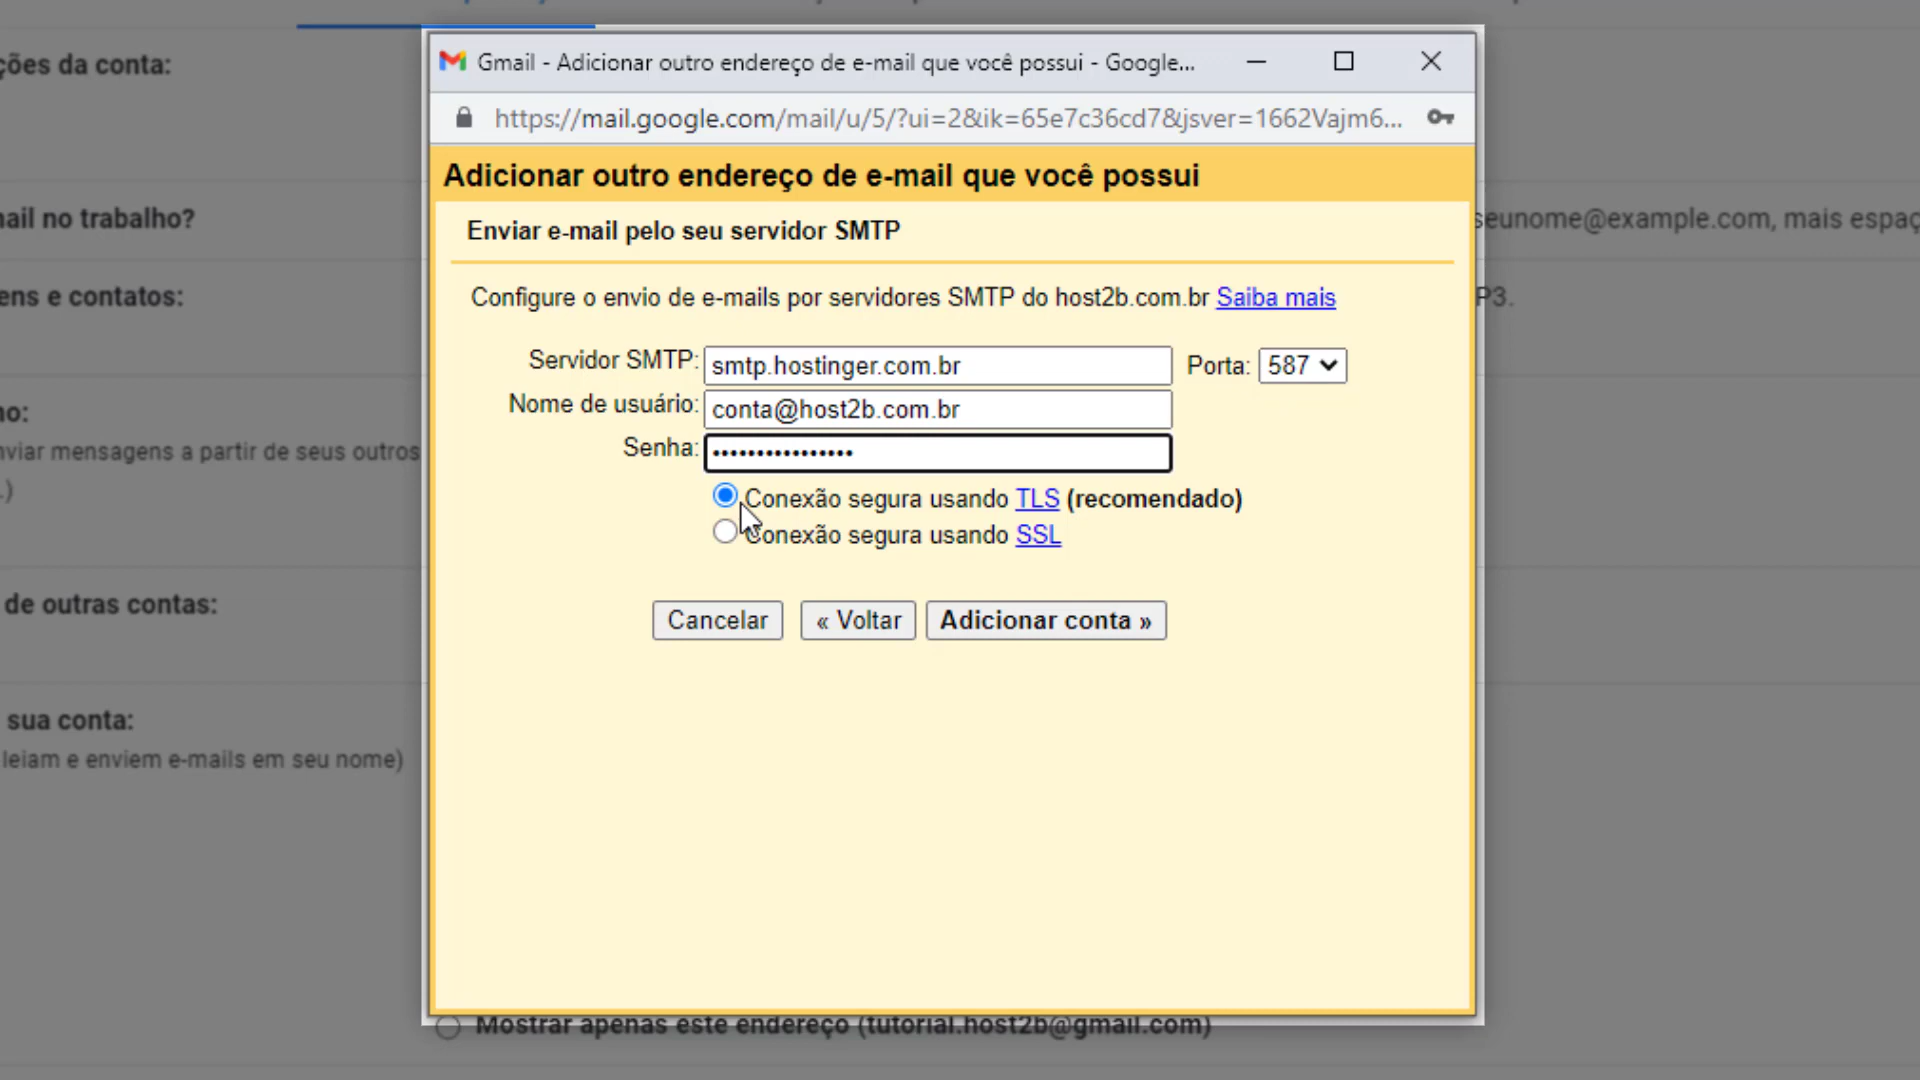 Gmail - Adicionar outro endereço de e-mail que você possui - Google...
https://mail.google.com/mail/u/5/?ui=2&ik=65e7c36cd7&jsver=1662Vajm6...
Adicionar outro endereço de e-mail que você possui
Enviar e-mail pelo seu servidor SMTP
Configure o envio de e-mails por servidores SMTP do host2b.com.br Saiba mais
Servidor SMTP: smtp.hostinger.com.br Porta: 587
Nome de usuário: conta@host2b.com.br
Senha: ••••••••••••••••
Conexão segura usando TLS (recomendado)
Conexão segura usando SSL
Cancelar « Voltar Adicionar conta »
ções da conta:
ail no trabalho?
seunome@example.com, mais espaç
ens e contatos:
P3.
no:
nviar mensagens a partir de seus outros
.)
de outras contas:
sua conta:
leiam e enviem e-mails em seu nome)
Mostrar apenas este endereço (tutorial.host2b@gmail.com)